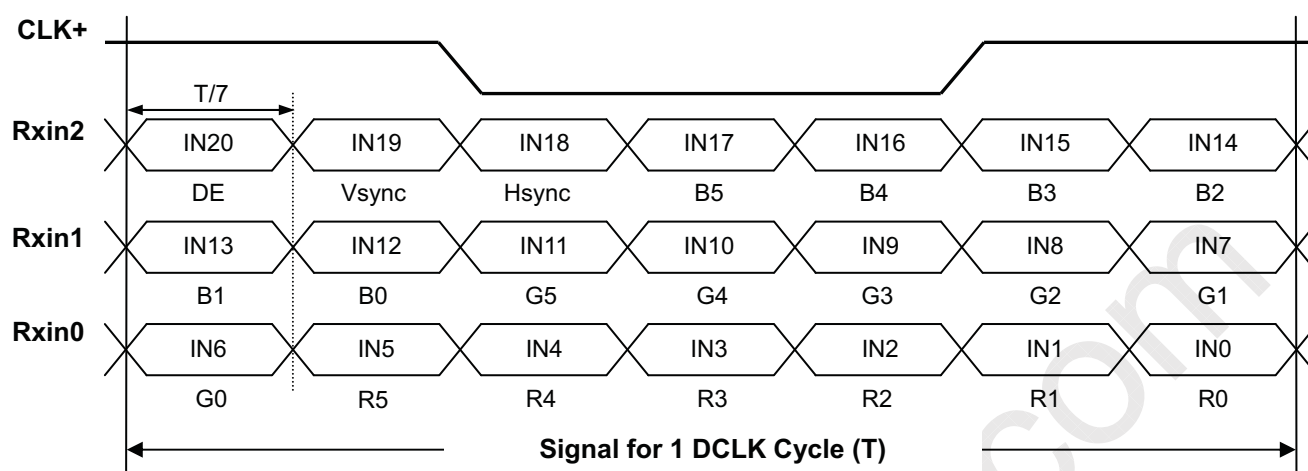 CLK+
T/7
Rxin2
IN20 IN19 IN18 IN17 IN16 IN15 IN14
DE Vsync Hsync B5 B4 B3 B2
Rxin1
IN13 IN12 IN11 IN10 IN9 IN8 IN7
B1 B0 G5 G4 G3 G2 G1
Rxin0
IN6 IN5 IN4 IN3 IN2 IN1 IN0
G0 R5 R4 R3 R2 R1 R0
Signal for 1 DCLK Cycle (T)
com